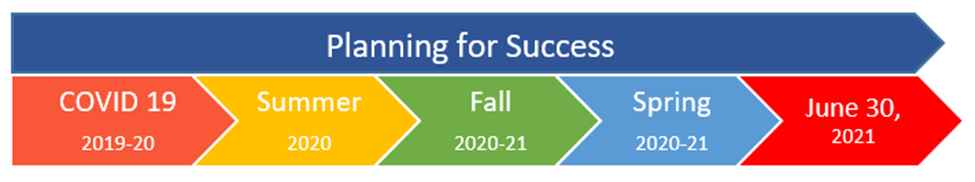 Planning for Success
COVID 19
2019-20
Summer
2020
Fall
2020-21
Spring
2020-21
June 30,
2021